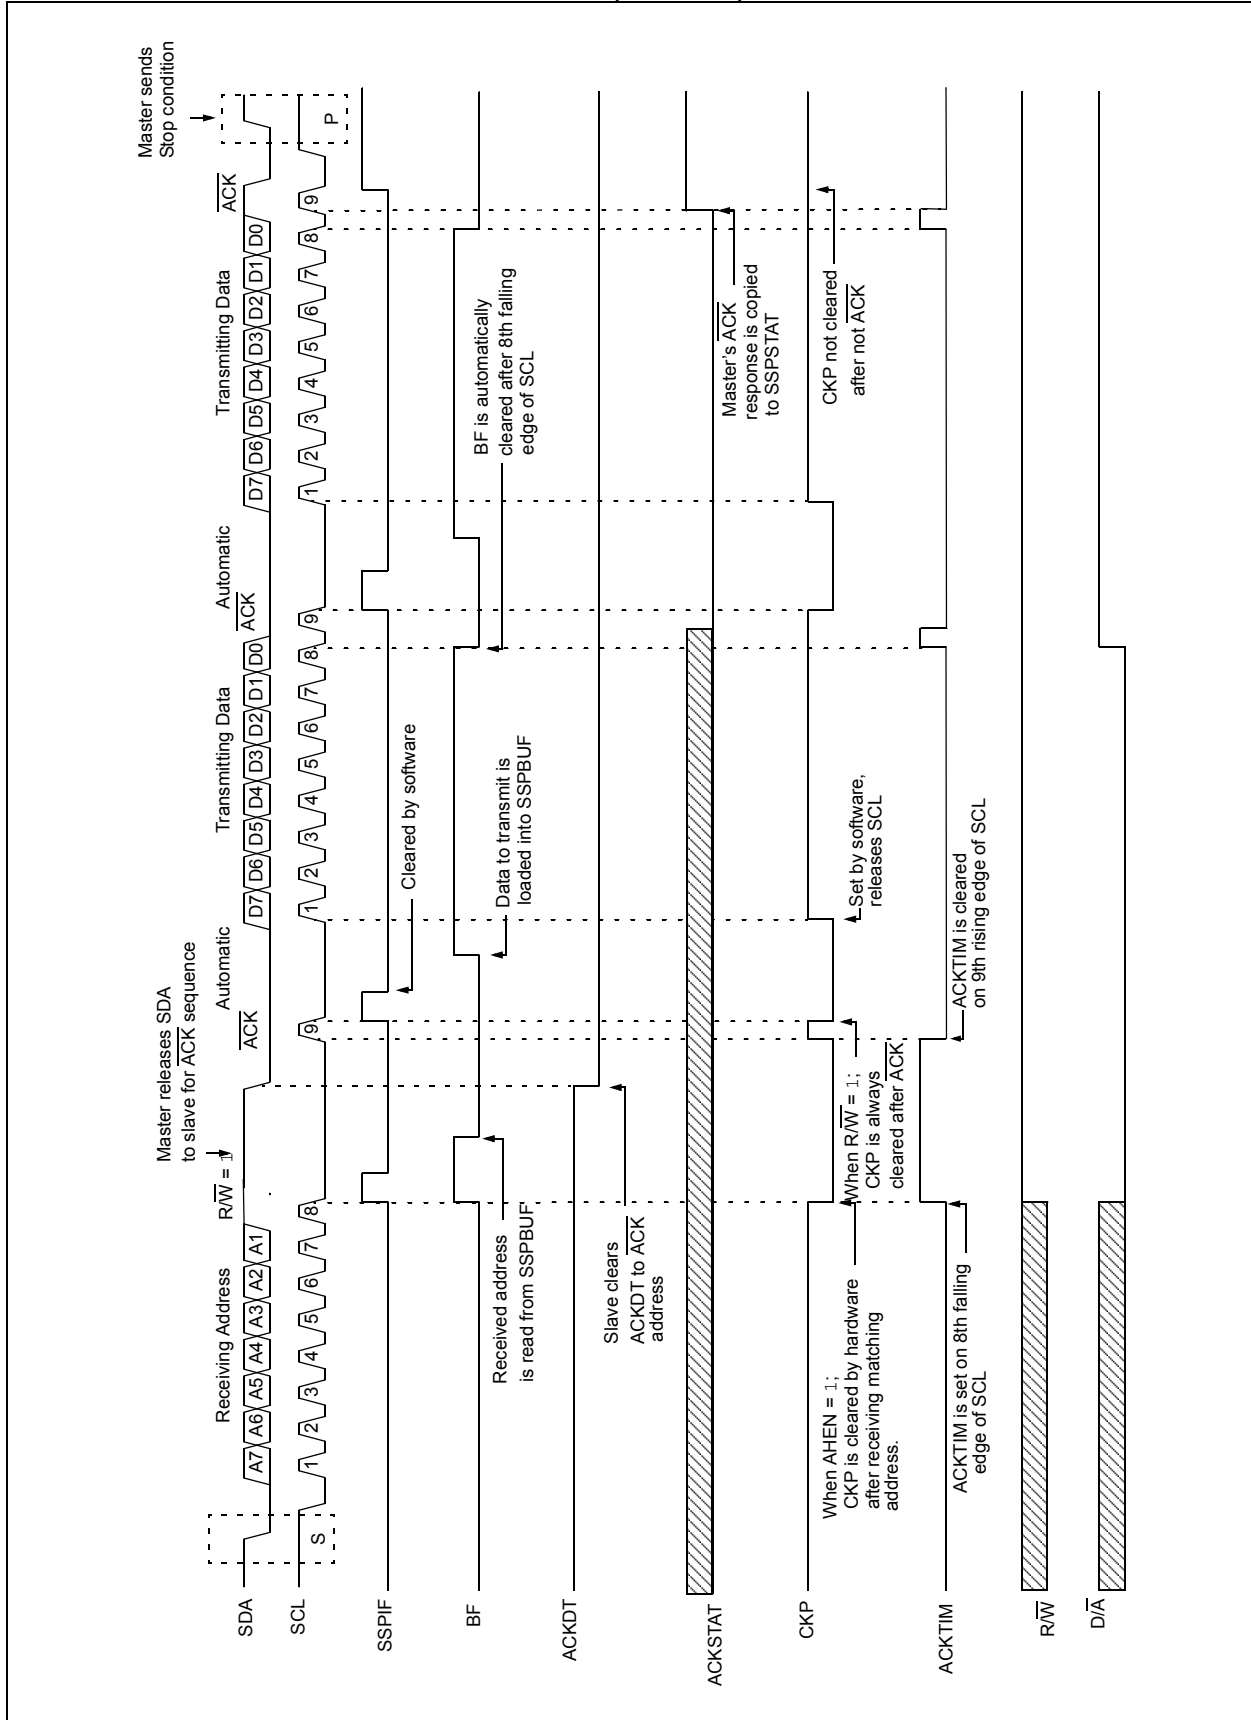 Master sends
Stop condition
Master releases SDA
to slave for ACK sequence
Receiving Address
R/W = 1
ACK
Automatic
Transmitting Data
ACK
Automatic
Transmitting Data
ACK
SDA
A7 A6 A5 A4 A3 A2 A1
D7 D6 D5 D4 D3 D2 D1 D0
D7 D6 D5 D4 D3 D2 D1 D0
SCL
1 2 3 4 5 6 7 8 9
1 2 3 4 5 6 7 8 9
1 2 3 4 5 6 7 8 9
S
P
SSPIF
Cleared by software
BF
Received address
is read from SSPBUF
Data to transmit is
loaded into SSPBUF
BF is automatically
cleared after 8th falling
edge of SCL
ACKDT
Slave clears
ACKDT to ACK
address
ACKSTAT
Master's ACK
response is copied
to SSPSTAT
CKP
When AHEN = 1;
CKP is cleared by hardware
after receiving matching
address.
When R/W = 1;
CKP is always
cleared after ACK
Set by software,
releases SCL
CKP not cleared
after not ACK
ACKTIM
ACKTIM is set on 8th falling
edge of SCL
ACKTIM is cleared
on 9th rising edge of SCL
R/W
D/A